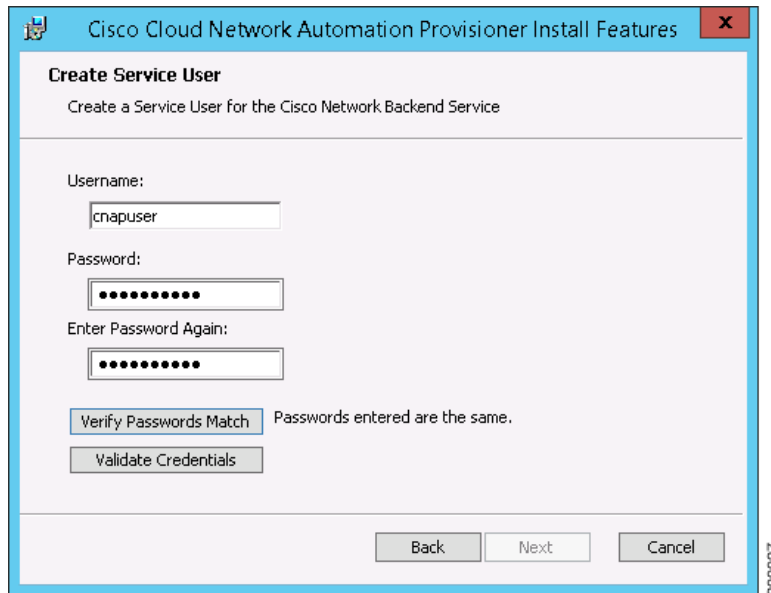 Cisco Cloud Network Automation Provisioner Install Features
x
Create Service User
Create a Service User for the Cisco Network Backend Service
Username:
cnapuser
Password:
●●●●●●●●●●
Enter Password Again:
●●●●●●●●●●
Verify Passwords Match Passwords entered are the same.
Validate Credentials
Back Next Cancel